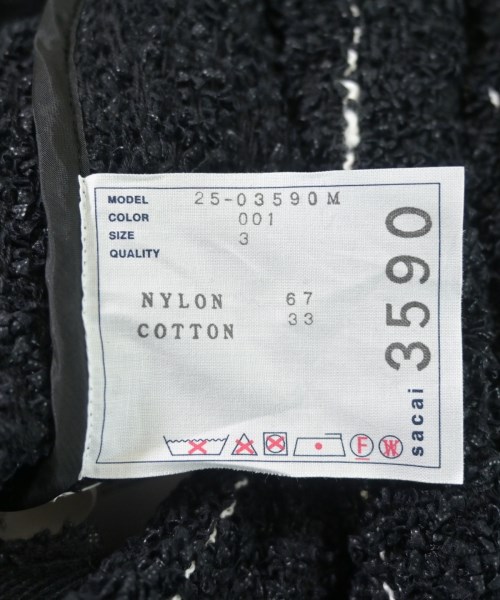 MODEL 25-03590M
COLOR 001
SIZE 3
QUALITY
NYLON 67
COTTON 33
F W
sacai 3590